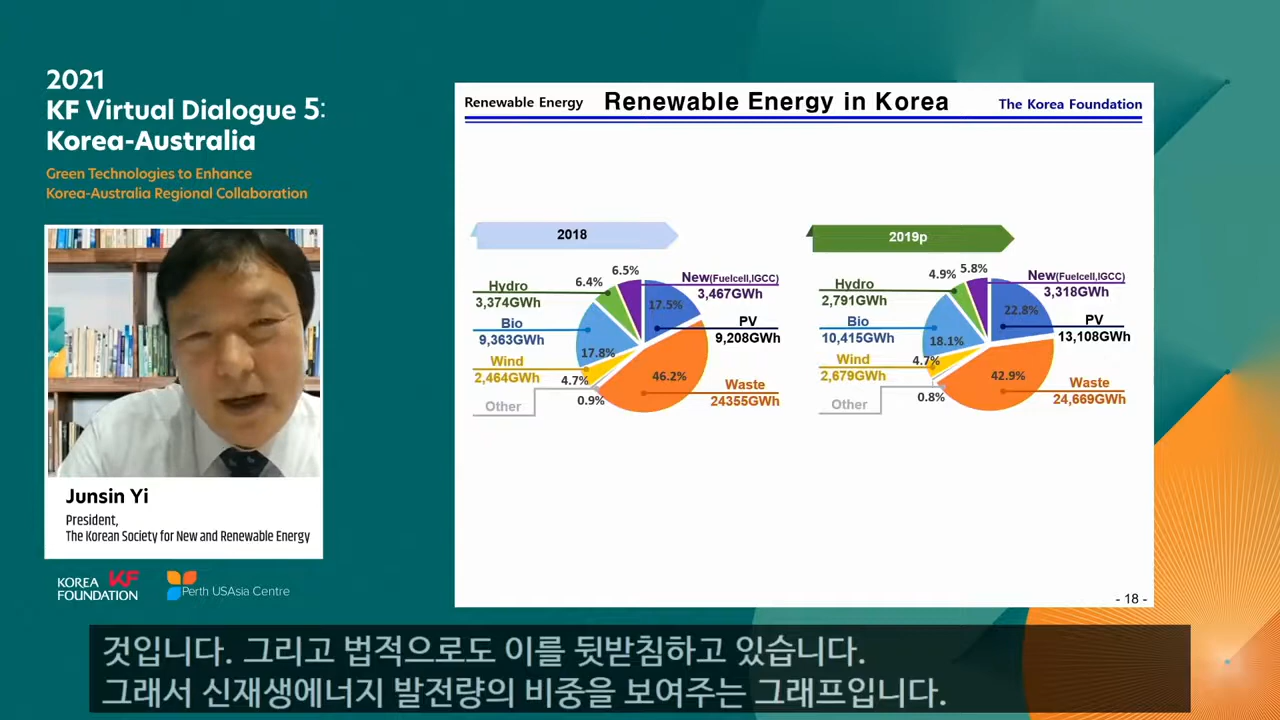 2021
KF Virtual Dialogue 5:
Korea-Australia
Green Technologies to Enhance
Korea-Australia Regional Collaboration
Junsin Yi
President,
The Korean Society for New and Renewable Energy
KOREA KF
FOUNDATION
Perth USAsia Centre
Renewable Energy
Renewable Energy in Korea
The Korea Foundation
2018
Hydro
3,374GWh
Bio
9,363GWh
Wind
2,464GWh
Other
6.4%
6.5%
17.5%
17.8%
4.7%
0.9%
46.2%
New(Fuelcell,IGCC)
3,467GWh
PV
9,208GWh
Waste
24355GWh
2019p
Hydro
2,791GWh
Bio
10,415GWh
Wind
2,679GWh
Other
4.9%
5.8%
22.8%
18.1%
4.7%
0.8%
42.9%
New(Fuelcell,IGCC)
3,318GWh
PV
13,108GWh
Waste
24,669GWh
- 18 -
것입니다. 그리고 법적으로도 이를 뒷받침하고 있습니다.
그래서 신재생에너지 발전량의 비중을 보여주는 그래프입니다.